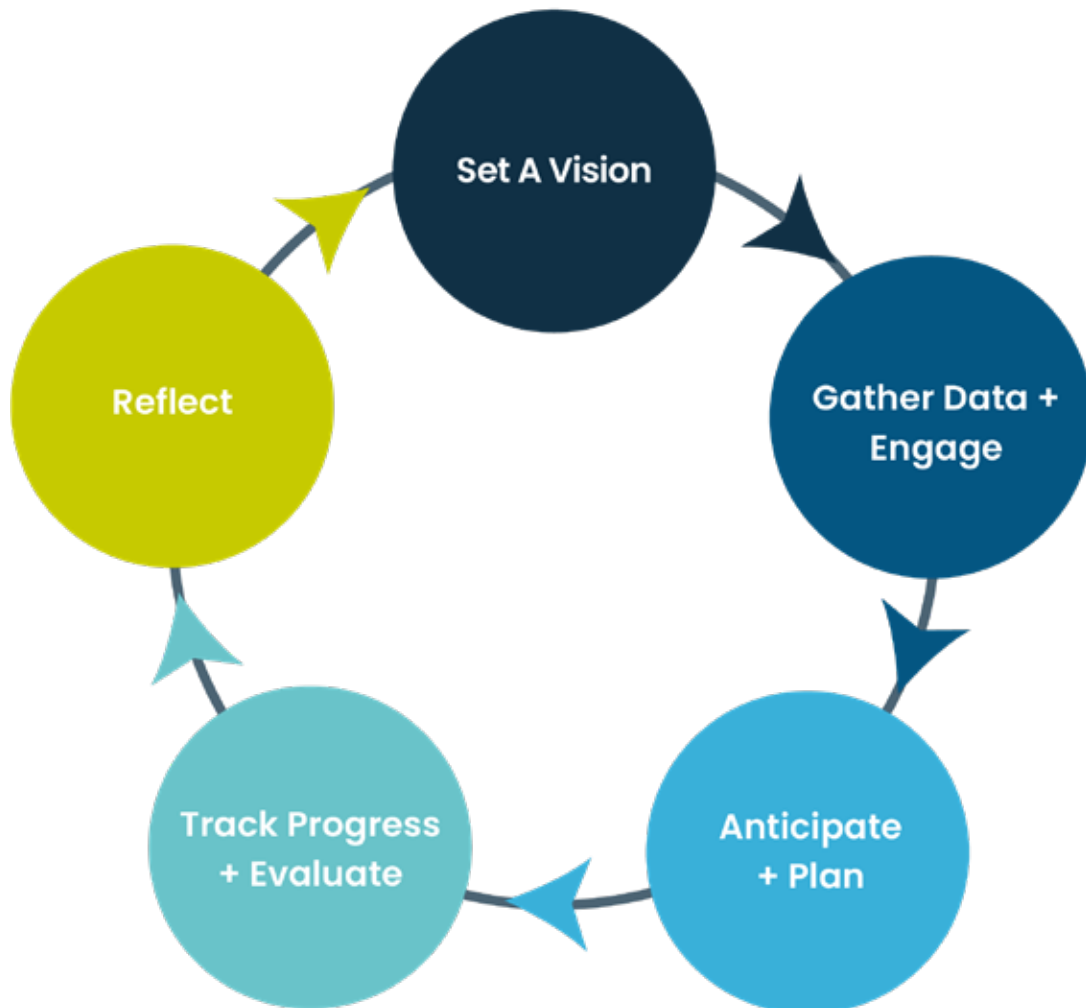 Set A Vision
Gather Data +
Engage
Anticipate
+ Plan
Track Progress
+ Evaluate
Reflect